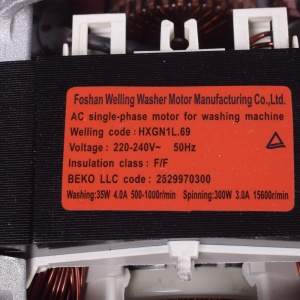 Foshan Welling Washer Motor Manufacturing Co.,Ltd.
AC single-phase motor for washing machine
Welling code : HXGN1L.69
Voltage : 220-240V~ 50Hz
Insulation class : F/F
BEKO LLC code : 2829970300
Washing:35W 4.0A 500-1000r/min Spinning:300W 3.0A 15600r/min